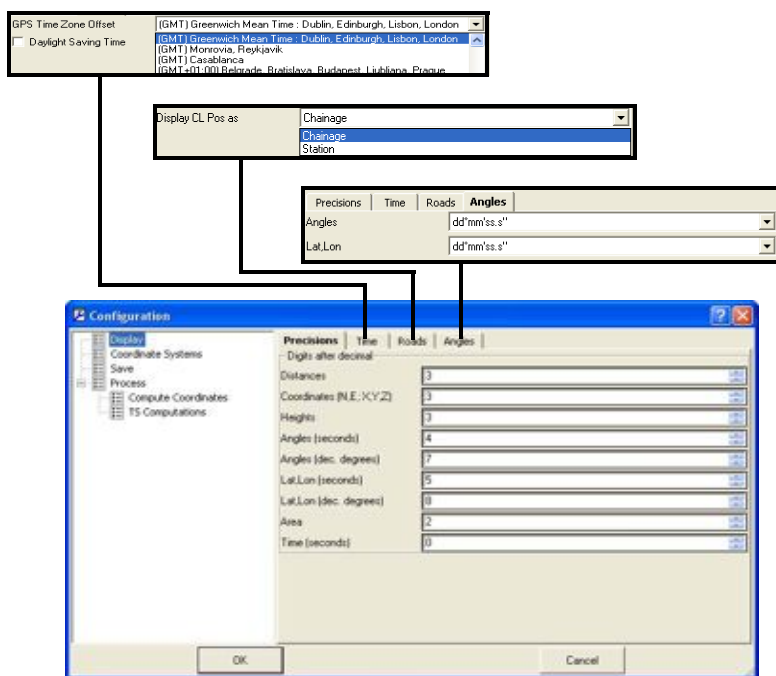 GPS Time Zone Offset (GMT) Greenwich Mean Time : Dublin, Edinburgh, Lisbon, London
Daylight Saving Time (GMT) Greenwich Mean Time : Dublin, Edinburgh, Lisbon, London
(GMT) Monrovia, Reykjavik
(GMT) Casablanca
(GMT+01:00) Belgrade, Bratislava, Budapest, Ljubljana, Prague
Display CL Pos as Chainage
Chainage
Station
Precisions Time Roads Angles
Angles dd°mm'ss.s''
Lat,Lon dd°mm'ss.s''
Configuration
Display
Coordinate Systems
Save
Process
Compute Coordinates
TS Computations
Precisions Time Roads Angles
Digits after decimal
Distances 3
Coordinates (N,E,; X,Y,Z) 3
Heights 3
Angles (seconds) 4
Angles (dec. degrees) 7
Lat,Lon (seconds) 5
Lat,Lon (dec. degrees)
Area 2
Time (seconds) 0
OK Cancel